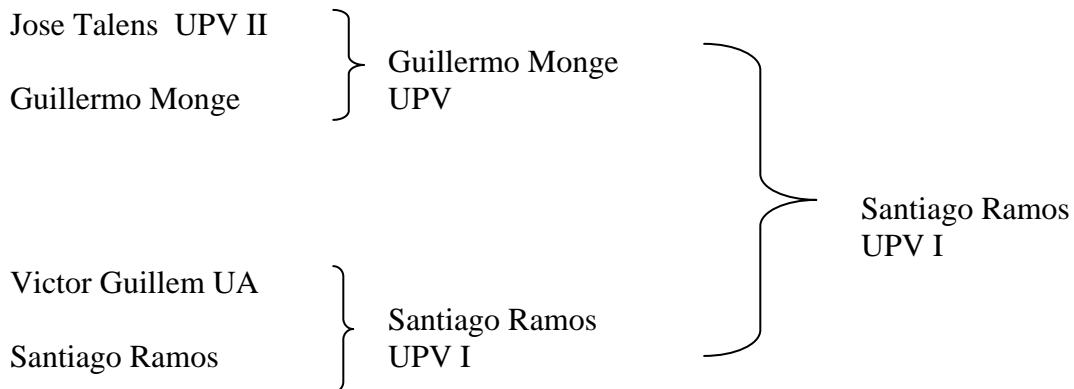 Jose Talens UPV II
Guillermo Monge
Guillermo Monge
UPV
Victor Guillem UA
Santiago Ramos
Santiago Ramos
UPV I
Santiago Ramos
UPV I